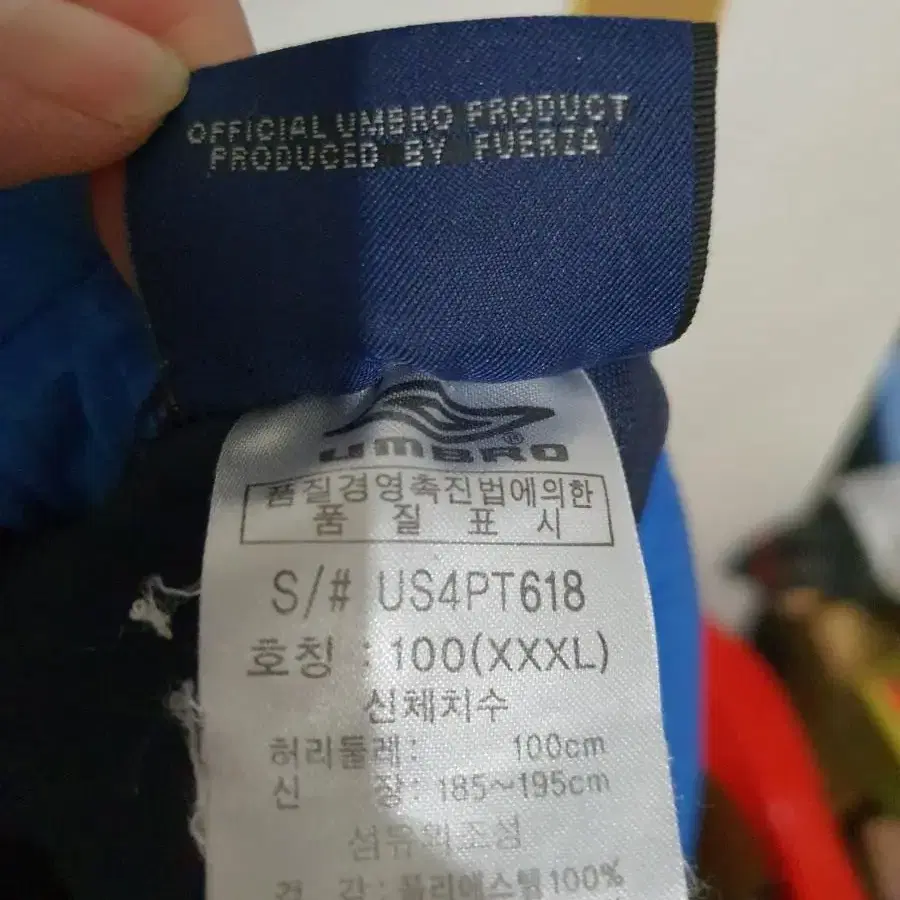 OFFICIAL UMBRO PRODUCT
PRODUCED BY FUERZA
UMBRO®
품질경영촉진법에의한
품 질 표 시
S/# US4PT618
호칭 : 100(XXXL)
신체치수
허리둘레: 100cm
신 장: 185~195cm
섬유의조성
겉 감: 폴리에스텔100%